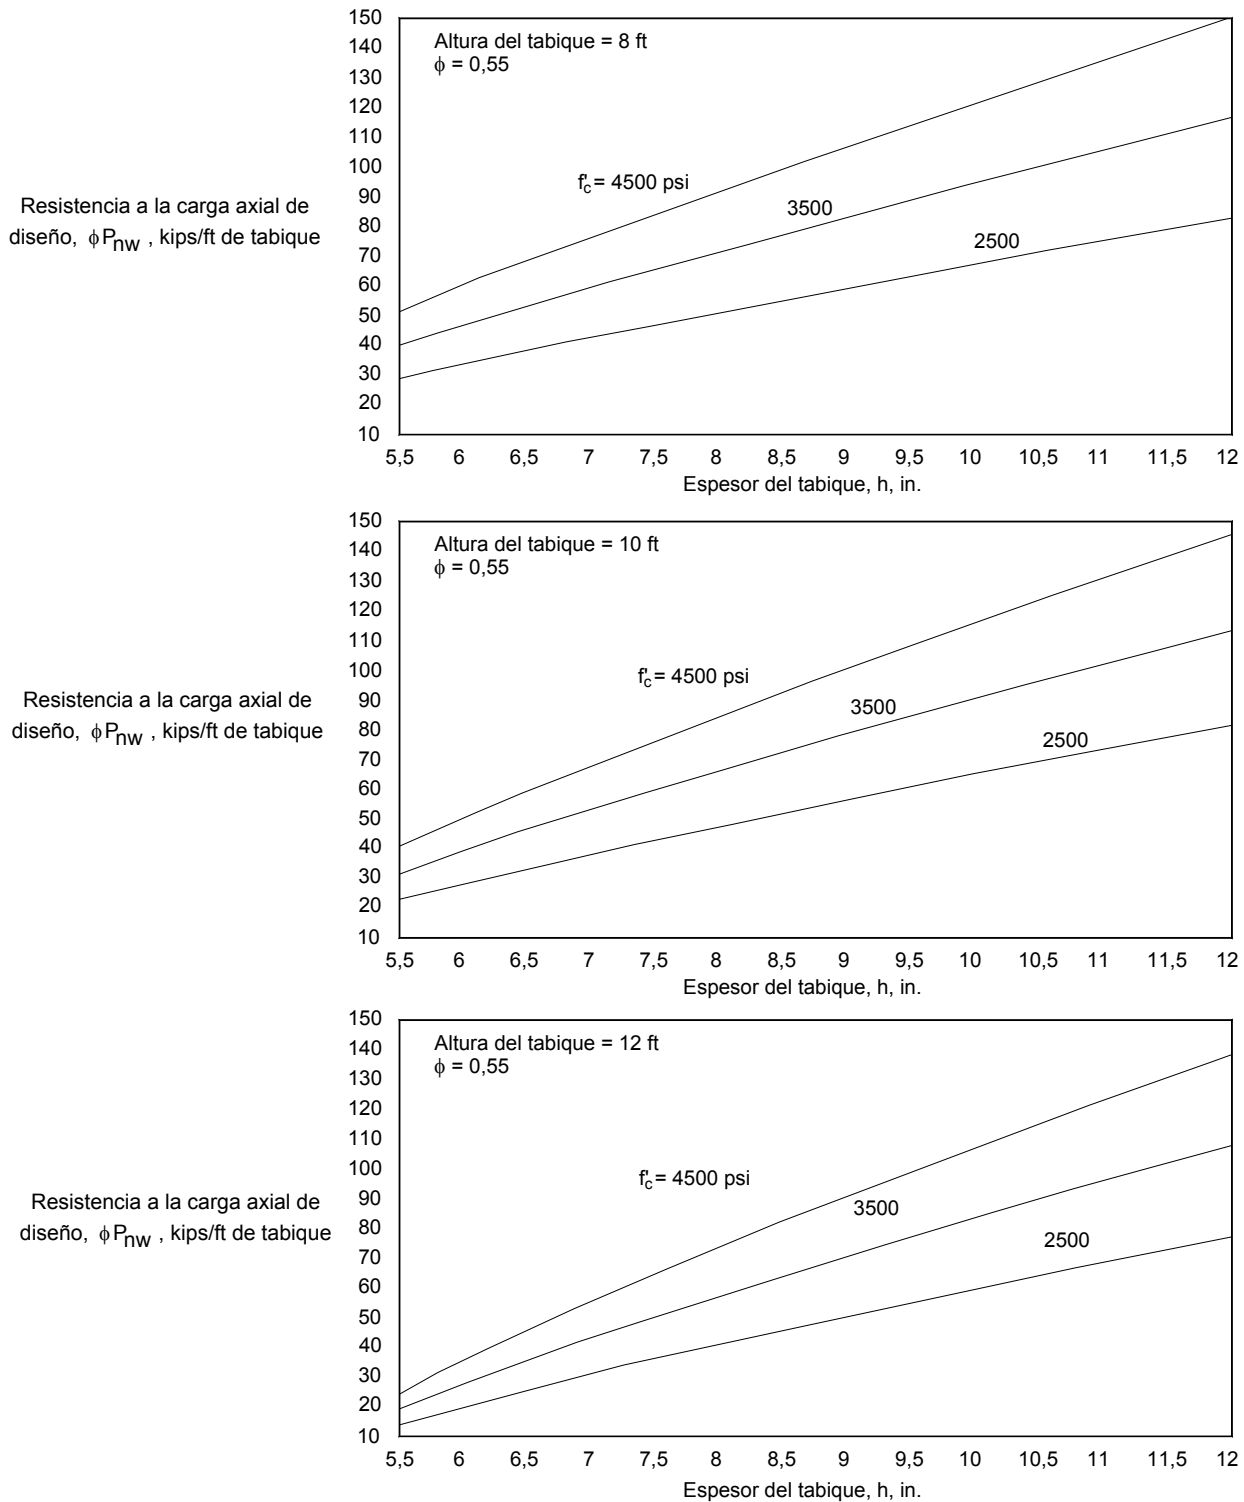 150
140
130
120
110
100
90
80
70
60
50
40
30
20
10
Altura del tabique = 8 ft
ϕ = 0,55
f'c = 4500 psi
3500
2500
Resistencia a la carga axial de
diseño, ϕPnw , kips/ft de tabique
5,5 6 6,5 7 7,5 8 8,5 9 9,5 10 10,5 11 11,5 12
Espesor del tabique, h, in.
150
140
130
120
110
100
90
80
70
60
50
40
30
20
10
Altura del tabique = 10 ft
ϕ = 0,55
f'c = 4500 psi
3500
2500
Resistencia a la carga axial de
diseño, ϕPnw , kips/ft de tabique
5,5 6 6,5 7 7,5 8 8,5 9 9,5 10 10,5 11 11,5 12
Espesor del tabique, h, in.
150
140
130
120
110
100
90
80
70
60
50
40
30
20
10
Altura del tabique = 12 ft
ϕ = 0,55
f'c = 4500 psi
3500
2500
Resistencia a la carga axial de
diseño, ϕPnw , kips/ft de tabique
5,5 6 6,5 7 7,5 8 8,5 9 9,5 10 10,5 11 11,5 12
Espesor del tabique, h, in.